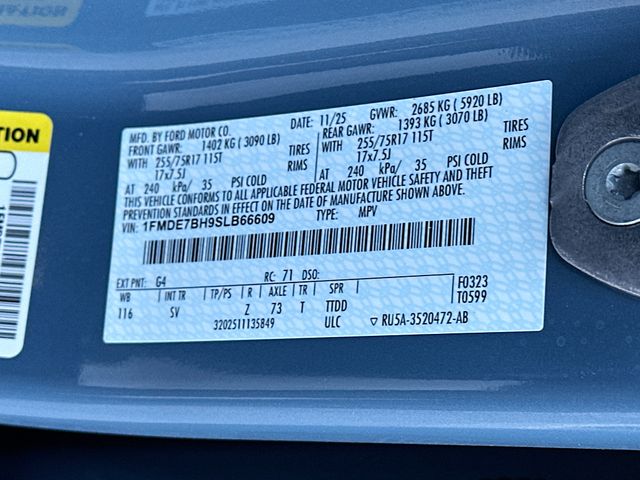 MFD. BY FORD MOTOR CO.
DATE: 11/25 GVWR: 2685 KG ( 5920 LB)
FRONT GAWR: 1402 KG ( 3090 LB) REAR GAWR: 1393 KG ( 3070 LB)
WITH 255/75R17 115T TIRES WITH 255/75R17 115T TIRES
17x7.5J RIMS 17x7.5J RIMS
AT 240 kPa/ 35 PSI COLD AT 240 kPa/ 35 PSI COLD
THIS VEHICLE CONFORMS TO ALL APPLICABLE FEDERAL MOTOR VEHICLE SAFETY AND THEFT
PREVENTION STANDARDS IN EFFECT ON THE DATE OF MANUFACTURE SHOWN ABOVE.
VIN: 1FMDE7BH9SLB66609 TYPE: MPV
EXT PNT: G4 RC: 71 DSO:
WB INT TR TP/PS R AXLE TR SPR F0323
116 SV Z 73 T TTDD T0599
3202511135849 ULC ▽ RU5A-3520472-AB
TION